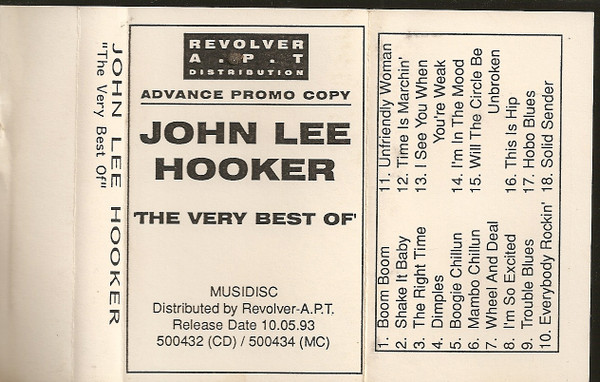 JOHN LEE HOOKER
"The Very Best Of"
REVOLVER
A.P.T
DISTRIBUTION
ADVANCE PROMO COPY
JOHN LEE
HOOKER
'THE VERY BEST OF'
MUSIDISC
Distributed by Revolver-A.P.T.
Release Date 10.05.93
500432 (CD) / 500434 (MC)
1. Boom Boom
2. Shake It Baby
3. The Right Time
4. Dimples
5. Boogie Chillun
6. Mambo Chillun
7. Wheel And Deal
8. I'm So Excited
9. Trouble Blues
10. Everybody Rockin'
11. Unfriendly Woman
12. Time Is Marchin'
13. I See You When
You're Weak
14. I'm In The Mood
15. Will The Circle Be
Unbroken
16. This Is Hip
17. Hobo Blues
18. Solid Sender